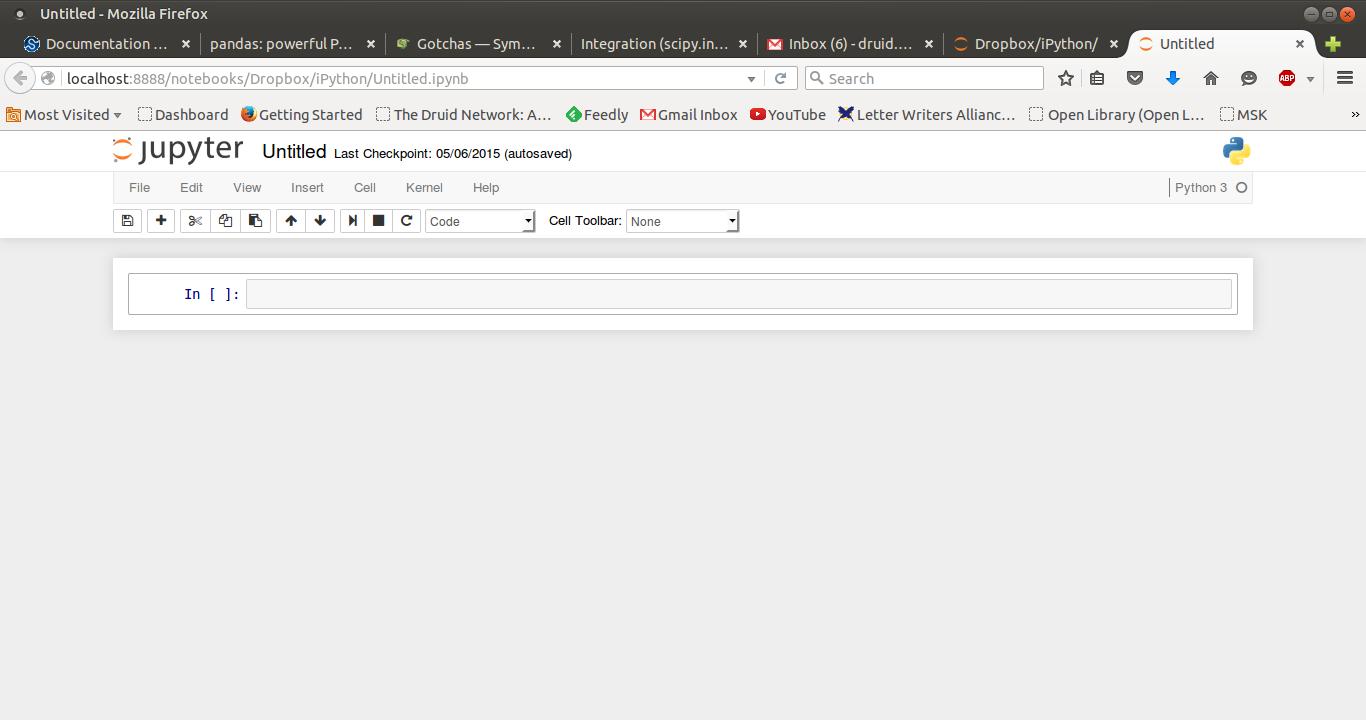 Untitled - Mozilla Firefox
Documentation ... pandas: powerful P... Gotchas — Sym... Integration (scipy.in... Inbox (6) - druid.... Dropbox/iPython/ Untitled
localhost:8888/notebooks/Dropbox/iPython/Untitled.ipynb Search ABP
Most Visited Dashboard Getting Started The Druid Network: A... Feedly Gmail Inbox YouTube Letter Writers Allianc... Open Library (Open L... MSK »
jupyter Untitled Last Checkpoint: 05/06/2015 (autosaved)
File Edit View Insert Cell Kernel Help Python 3
Code Cell Toolbar: None
In [ ]: